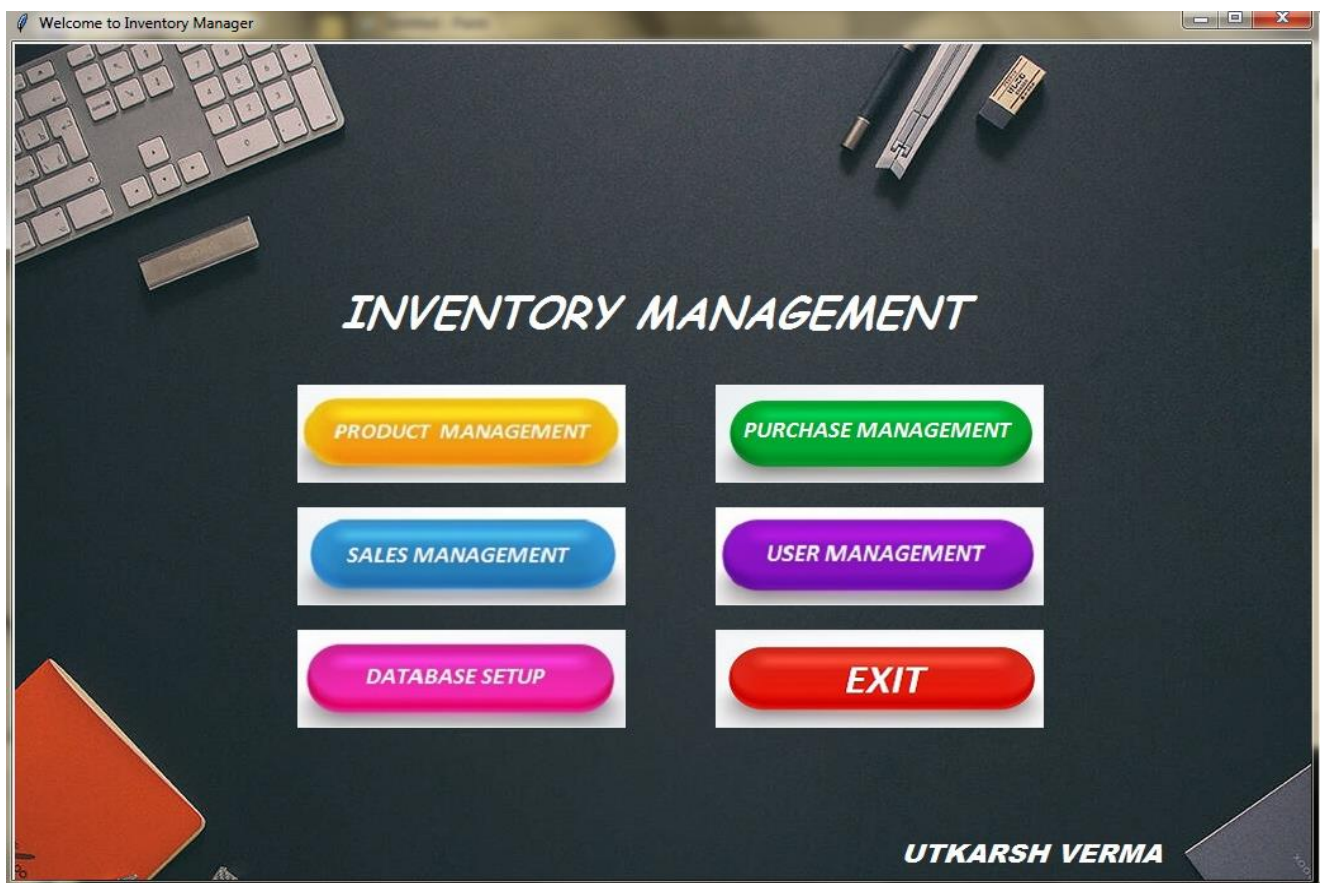 Welcome to Inventory Manager
INVENTORY MANAGEMENT
PRODUCT MANAGEMENT
PURCHASE MANAGEMENT
SALES MANAGEMENT
USER MANAGEMENT
DATABASE SETUP
EXIT
UTKARSH VERMA